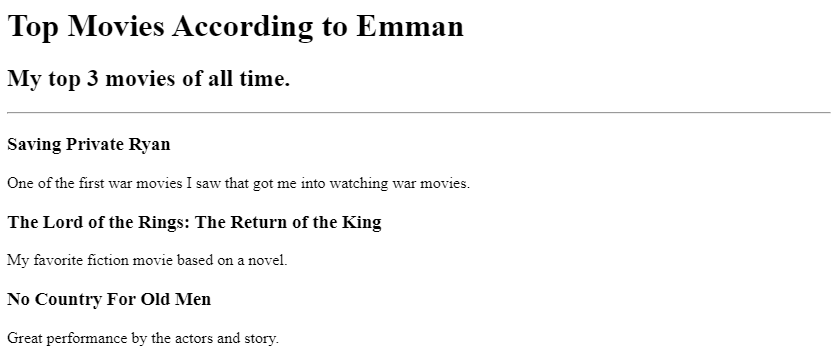 Top Movies According to Emman
My top 3 movies of all time.
Saving Private Ryan
One of the first war movies I saw that got me into watching war movies.
The Lord of the Rings: The Return of the King
My favorite fiction movie based on a novel.
No Country For Old Men
Great performance by the actors and story.